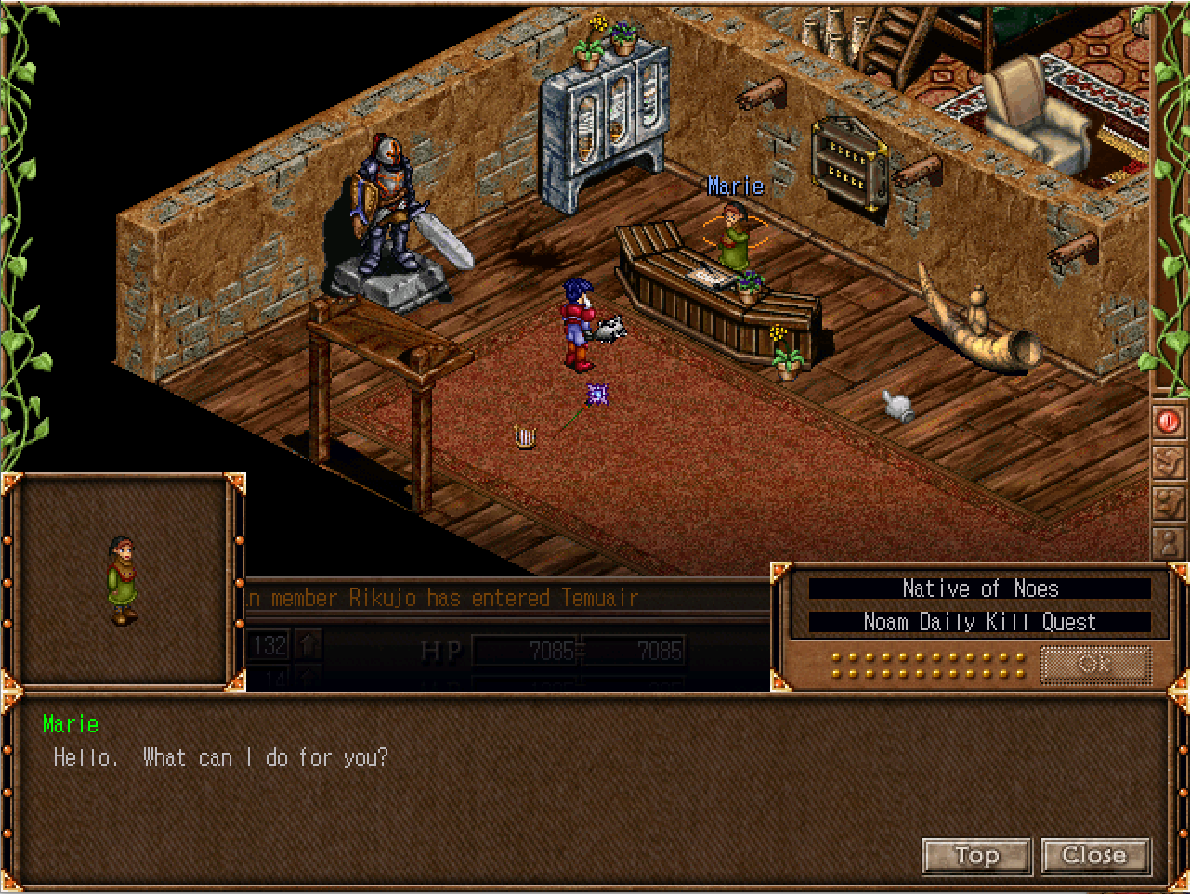 Marie
Native of Noes
an member Rikujo has entered Temuair
Noam Daily Kill Quest
132
HP
7085
7085
Ok
Marie
Hello. What can I do for you?
Top
Close